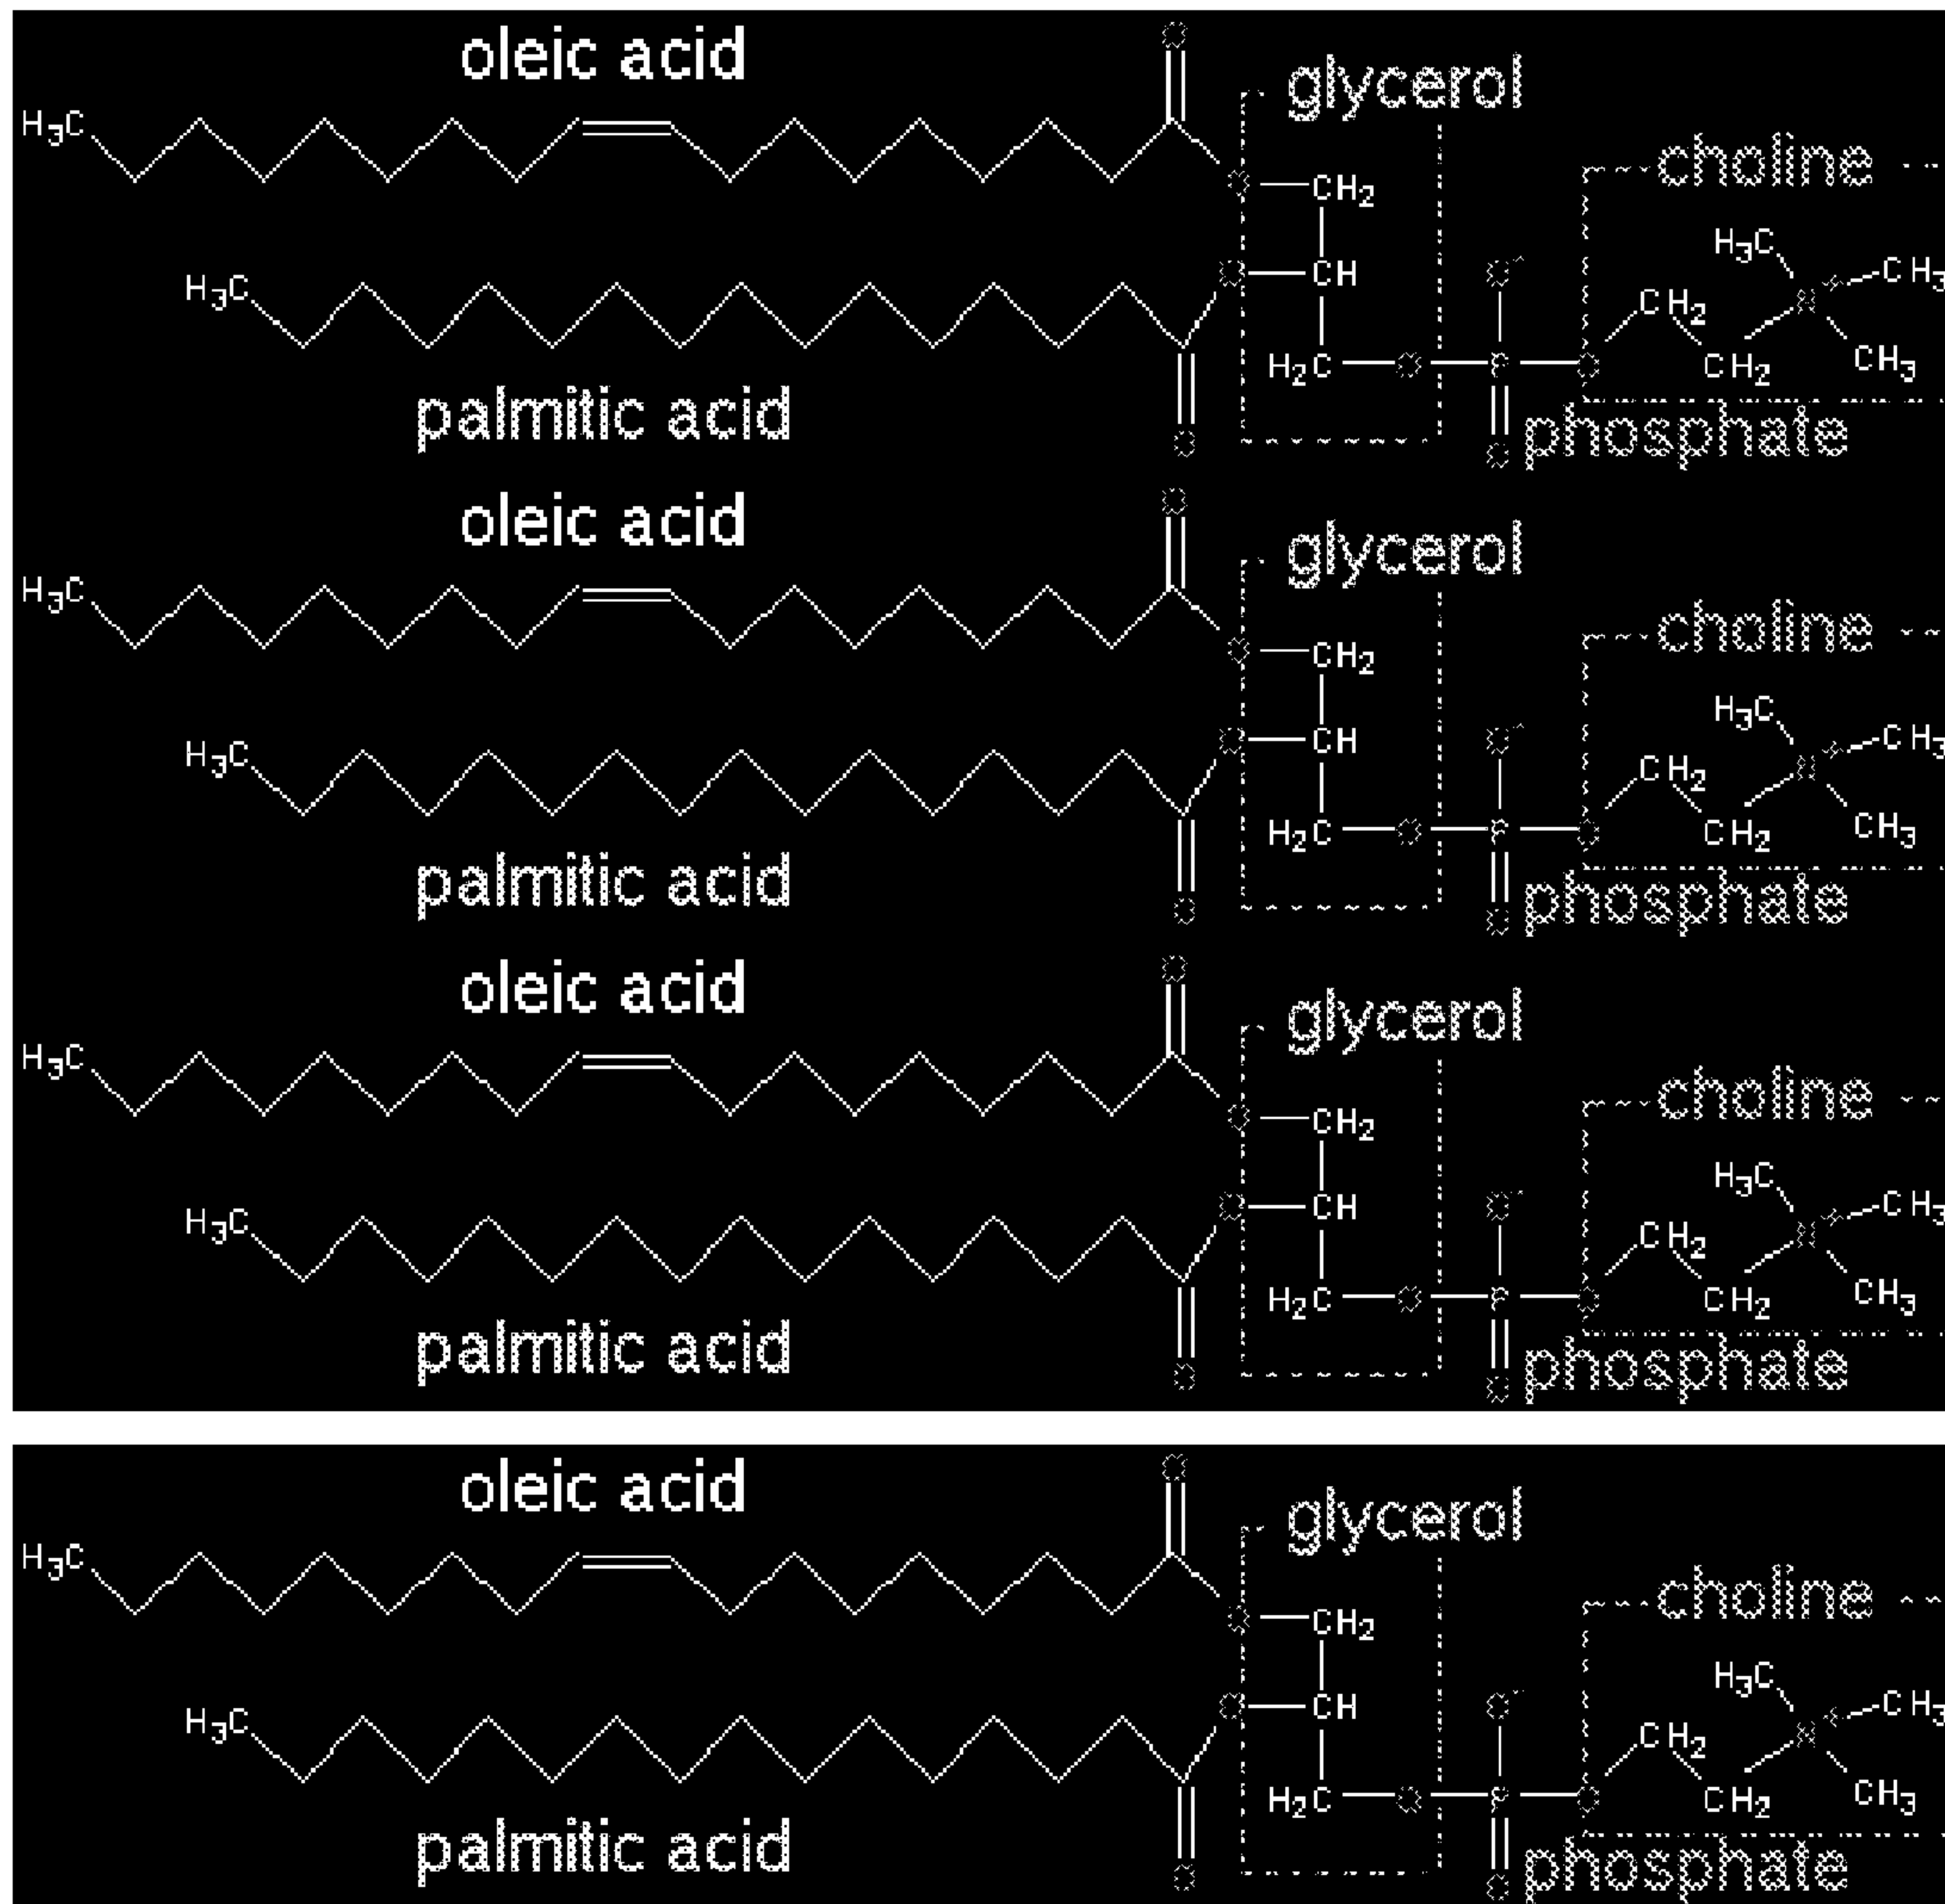 oleic acid
glycerol
H₃C
choline
O—CH₂
H₃C
O—CH
O⁻
CH₃
H₃C
CH₂
N⁺
H₂C—O—P—O
CH₂
CH₃
palmitic acid
O
O
phosphate
oleic acid
O
glycerol
H₃C
choline
O—CH₂
H₃C
O—CH
O⁻
CH₃
H₃C
CH₂
N⁺
H₂C—O—P—O
CH₂
CH₃
palmitic acid
O
O
phosphate
oleic acid
O
glycerol
H₃C
choline
O—CH₂
H₃C
O—CH
O⁻
CH₃
H₃C
CH₂
N⁺
H₂C—O—P—O
CH₂
CH₃
palmitic acid
O
O
phosphate
oleic acid
O
glycerol
H₃C
choline
O—CH₂
H₃C
O—CH
O⁻
CH₃
H₃C
CH₂
N⁺
H₂C—O—P—O
CH₂
CH₃
palmitic acid
O
O
phosphate